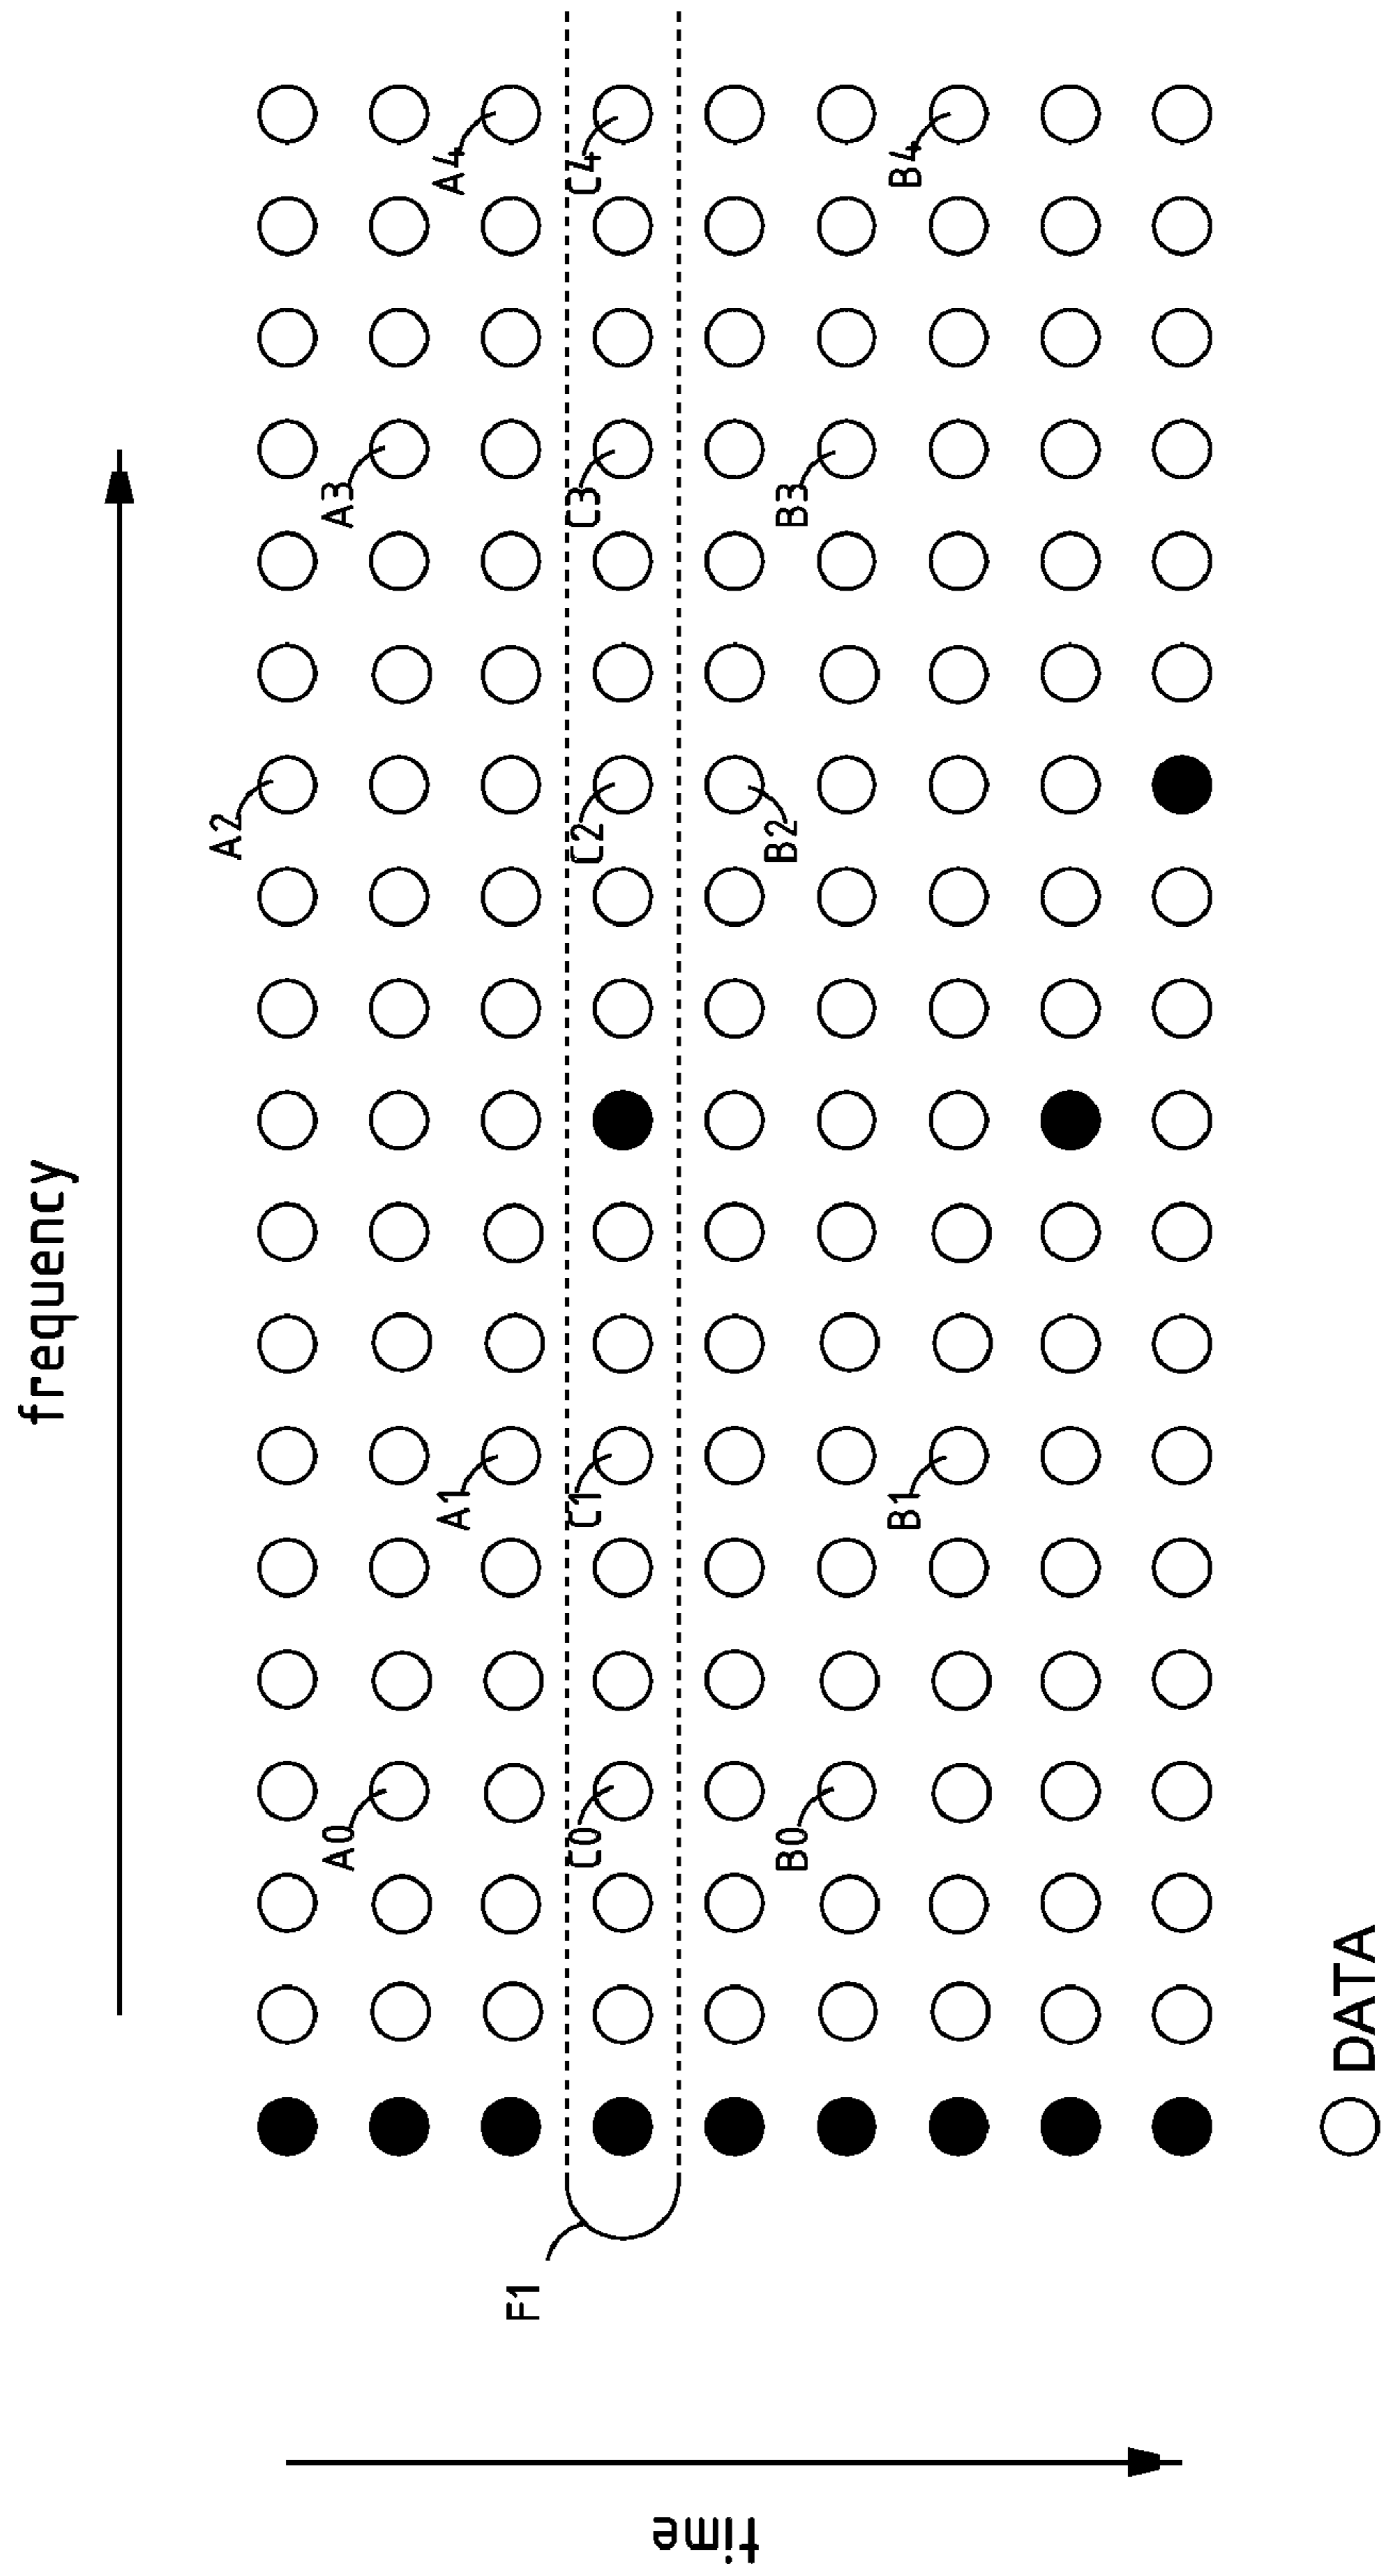 frequency
time
F1
A0
A1
A2
A3
A4
C0
C1
C2
C3
C4
B0
B1
B2
B3
B4
DATA